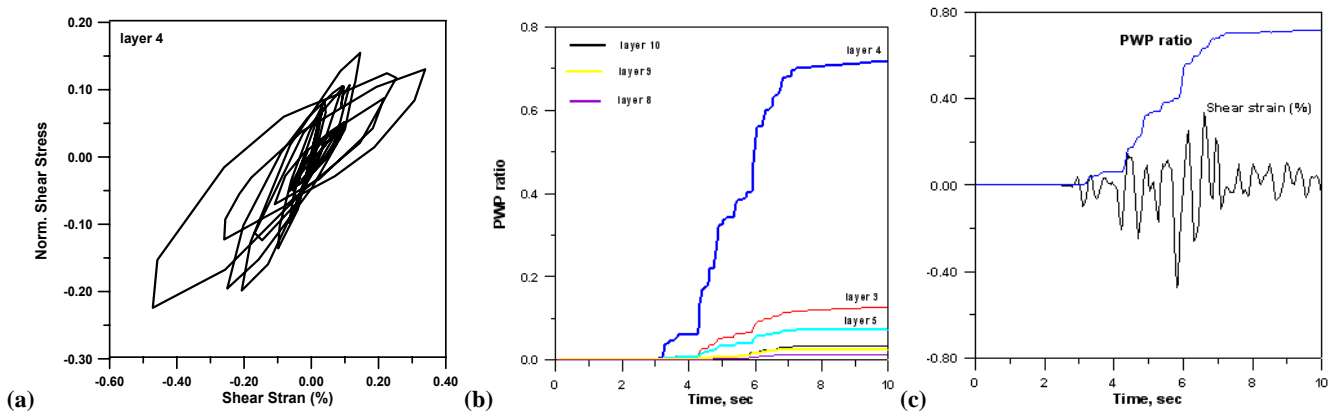 0.20
0.10
0.00
-0.10
-0.20
-0.30
Norm. Shear Stress
layer 4
-0.60 -0.40 -0.20 0.00 0.20 0.40
Shear Stran (%)
(a)
0.8
0.6
0.4
0.2
0.0
PWP ratio
layer 10
layer 9
layer 8
layer 4
layer 3
layer 5
0 2 4 6 8 10
Time, sec
(b)
0.80
0.40
0.00
-0.40
-0.80
PWP ratio
Shear strain (%)
0 2 4 6 8 10
Time, sec
(c)